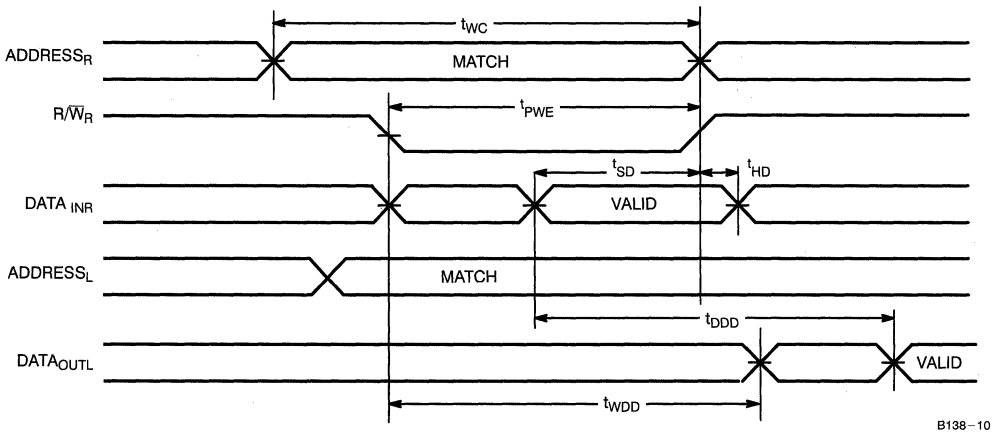 tWC
ADDRESSR
MATCH
R/W̅R
tPWE
tSD
tHD
DATA INR
VALID
ADDRESSL
MATCH
tDDD
DATAOUTL
VALID
tWDD
B138–10